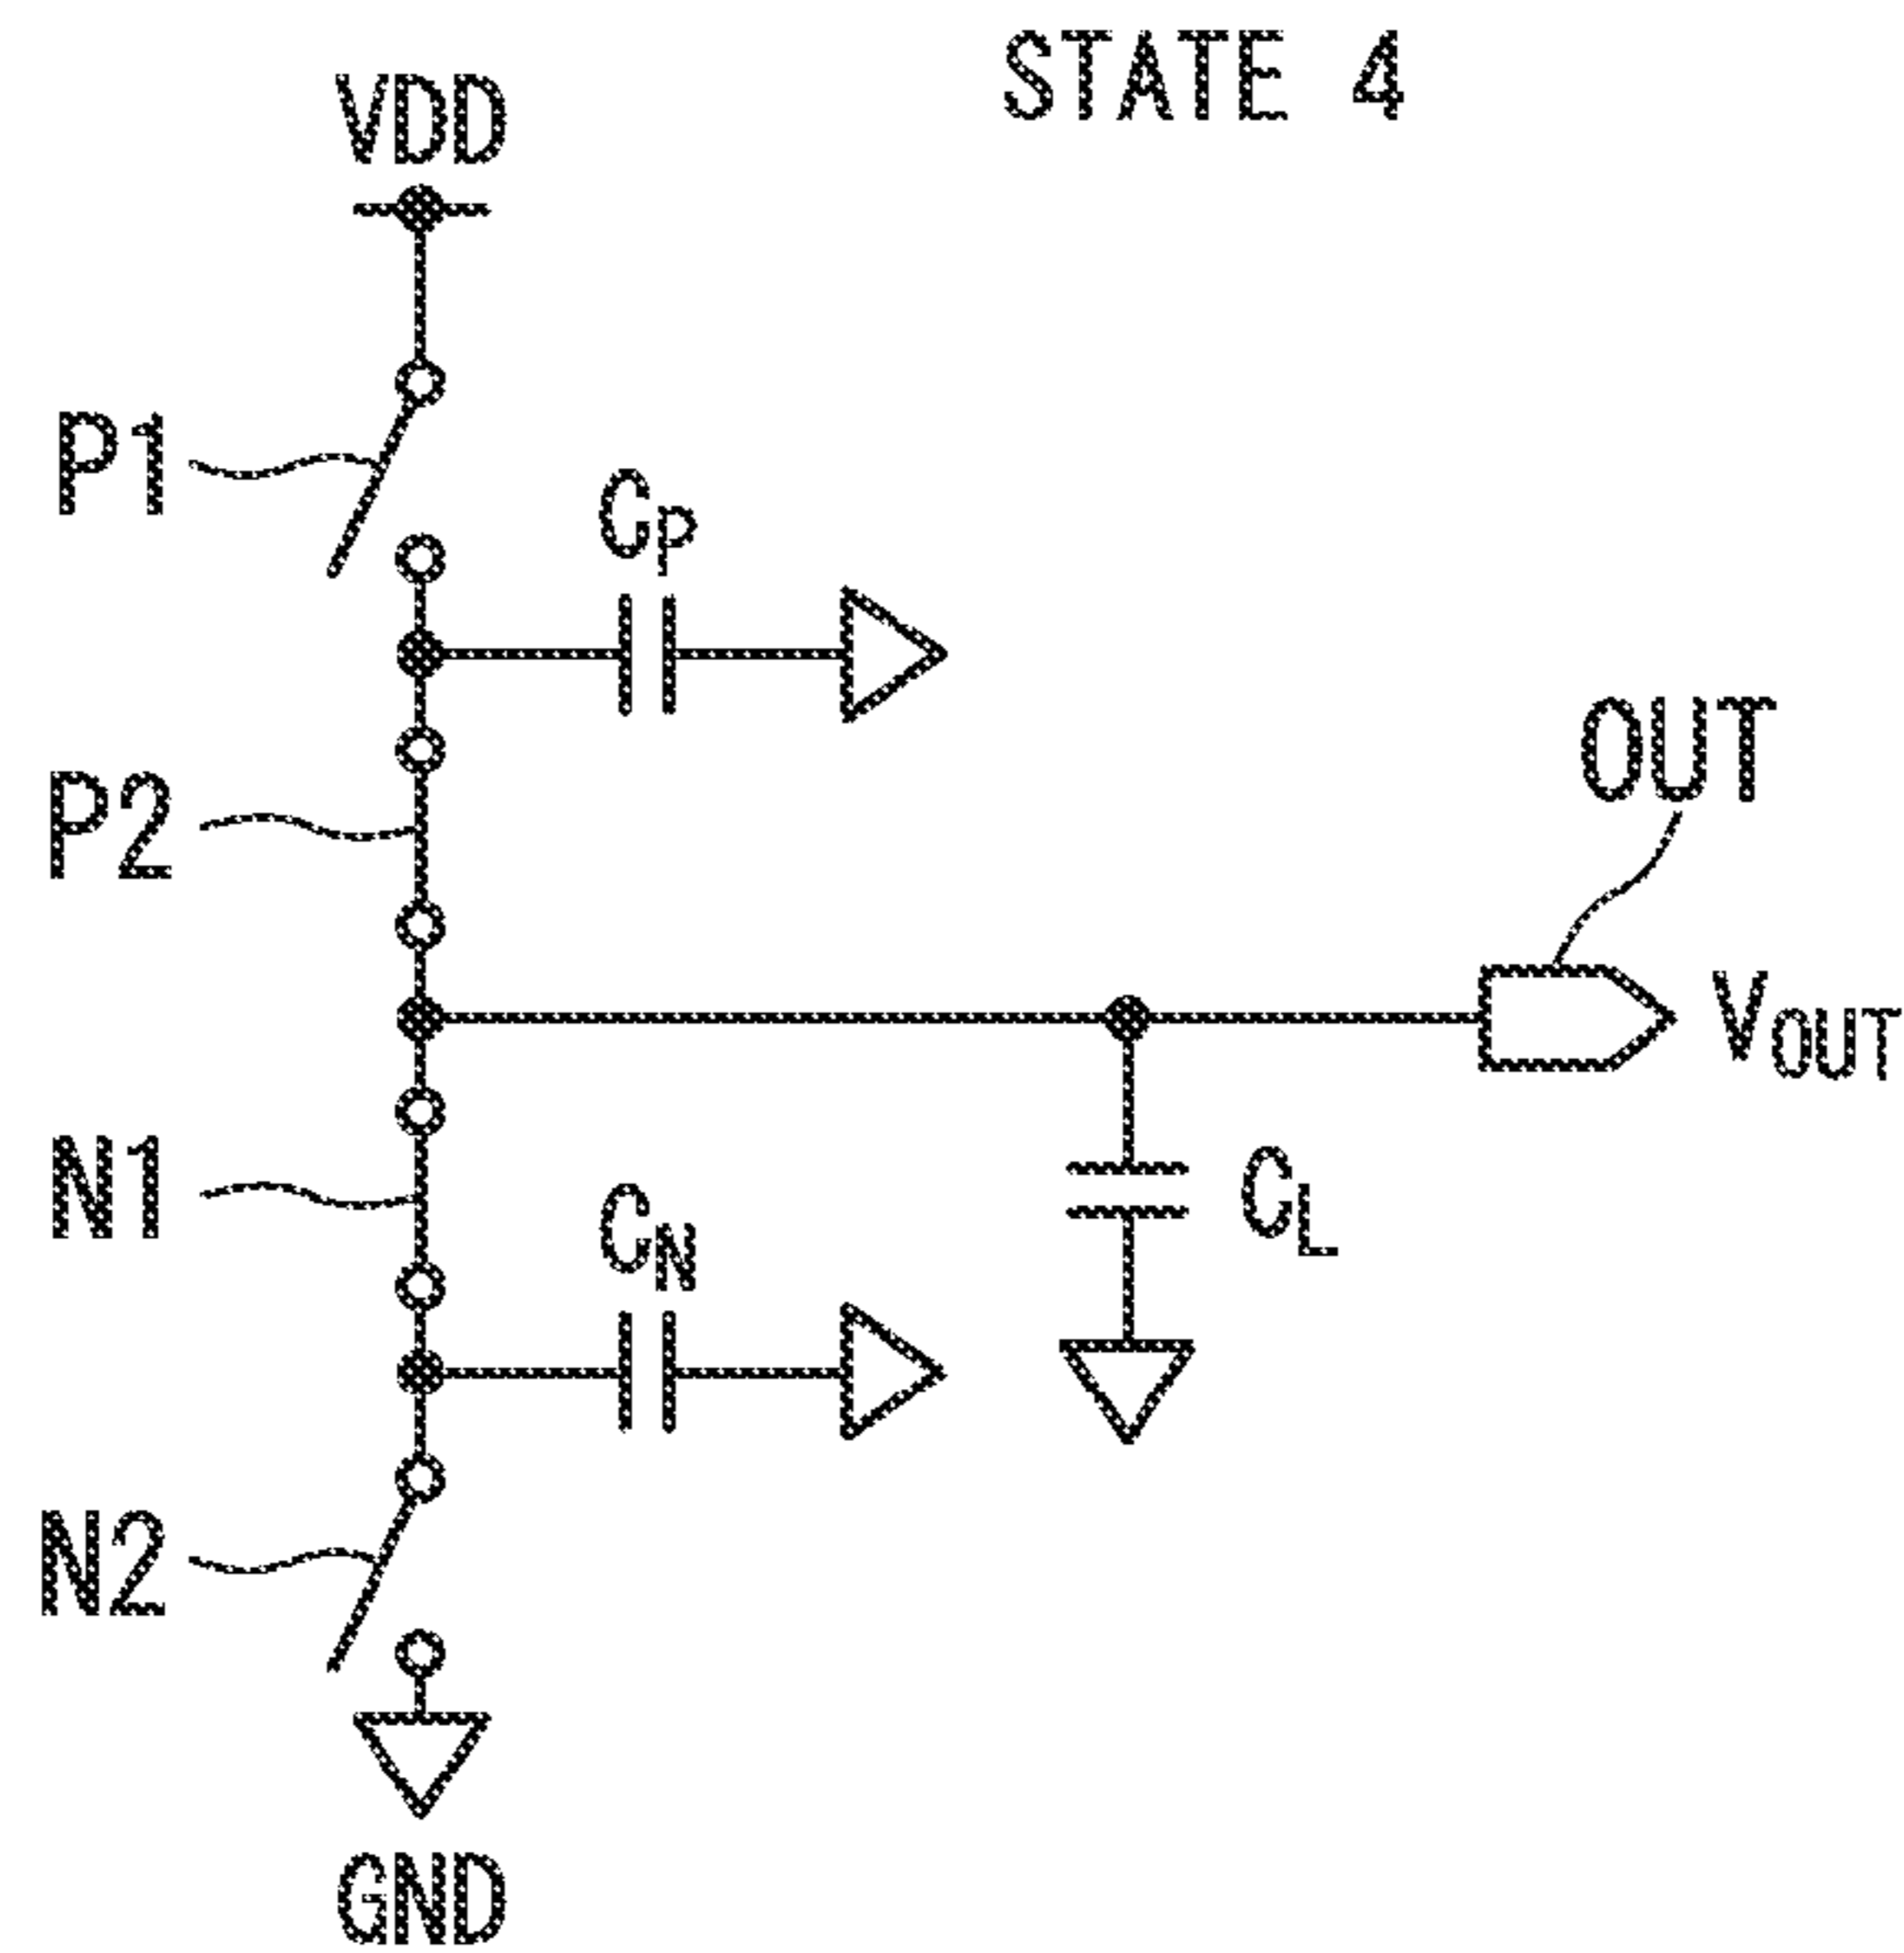 STATE 4
VDD
P1
CP
P2
OUT
VOUT
N1
CN
CL
N2
GND